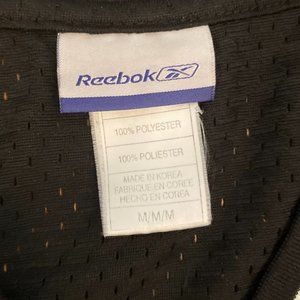 Reebok
100% POLYESTER
100% POLIESTER
MADE IN KOREA
FABRIQUE EN COREE
HECHO EN COREA
M/M/M